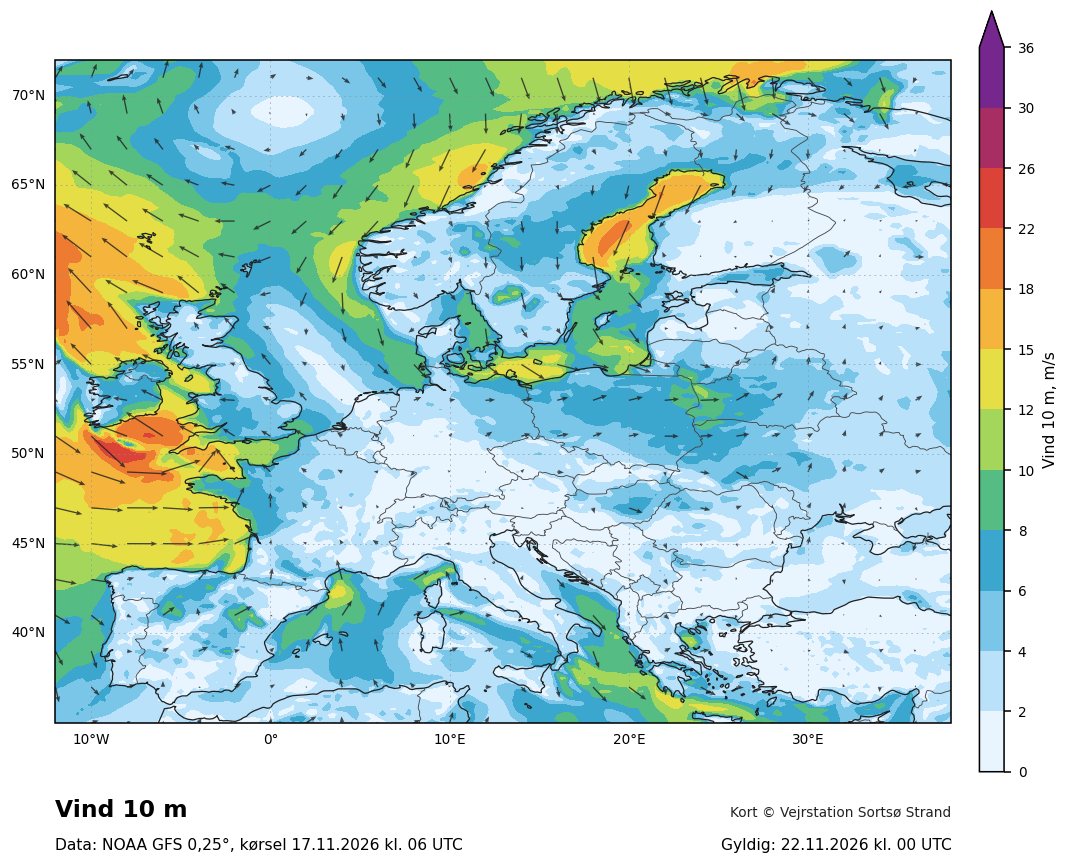 36
30
26
22
18
15
12
10
8
6
4
2
0
Vind 10 m, m/s
70°N
65°N
60°N
55°N
50°N
45°N
40°N
10°W
0°
10°E
20°E
30°E
Vind 10 m
Kort © Vejrstation Sortsø Strand
Data: NOAA GFS 0,25°, kørsel 17.11.2026 kl. 06 UTC
Gyldig: 22.11.2026 kl. 00 UTC